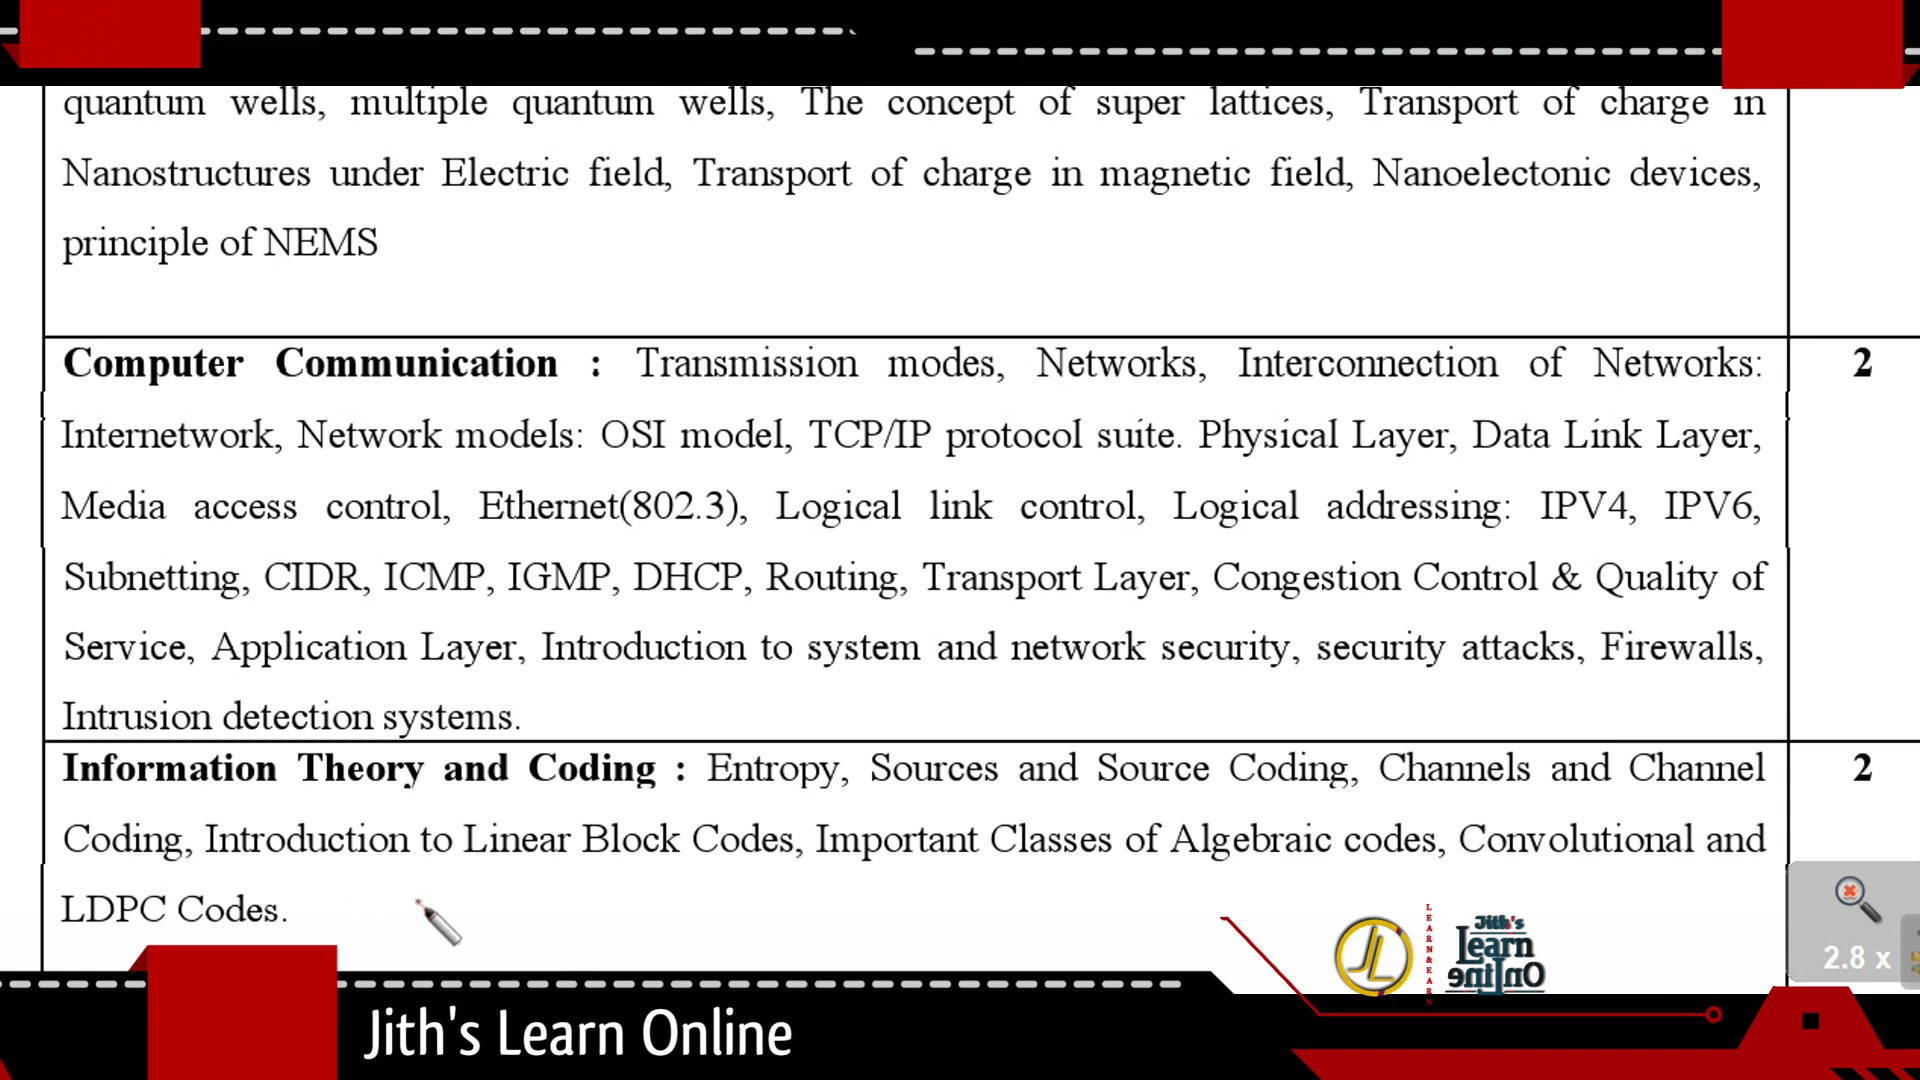 quantum wells, multiple quantum wells, The concept of super lattices, Transport of charge in
Nanostructures under Electric field, Transport of charge in magnetic field, Nanoelectonic devices,
principle of NEMS
Computer Communication : Transmission modes, Networks, Interconnection of Networks: 2
Internetwork, Network models: OSI model, TCP/IP protocol suite. Physical Layer, Data Link Layer,
Media access control, Ethernet(802.3), Logical link control, Logical addressing: IPV4, IPV6,
Subnetting, CIDR, ICMP, IGMP, DHCP, Routing, Transport Layer, Congestion Control & Quality of
Service, Application Layer, Introduction to system and network security, security attacks, Firewalls,
Intrusion detection systems.
Information Theory and Coding : Entropy, Sources and Source Coding, Channels and Channel 2
Coding, Introduction to Linear Block Codes, Important Classes of Algebraic codes, Convolutional and
LDPC Codes.
2.8 x
JL
LEARN&EARN
Jith's
Learn
OnLine
Jith's Learn Online